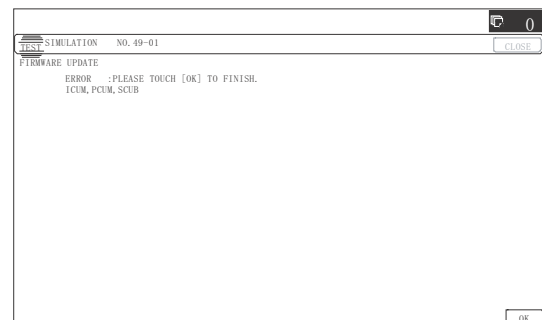 0
TEST SIMULATION NO. 49-01 CLOSE
FIRMWARE UPDATE
ERROR :PLEASE TOUCH [OK] TO FINISH.
ICUM, PCUM, SCUB
OK